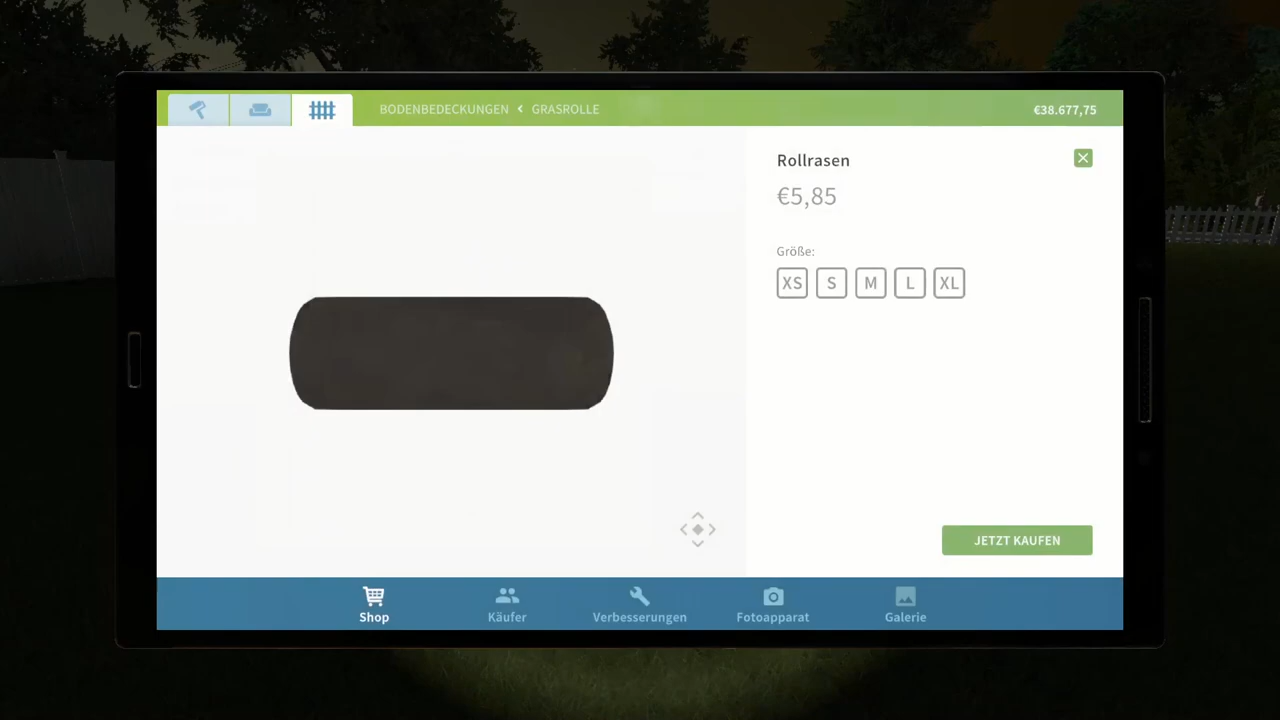 BODENBEDECKUNGEN < GRASROLLE
€38.677,75
Rollrasen
€5,85
Größe:
XS S M L XL
JETZT KAUFEN
Shop Käufer Verbesserungen Fotoapparat Galerie